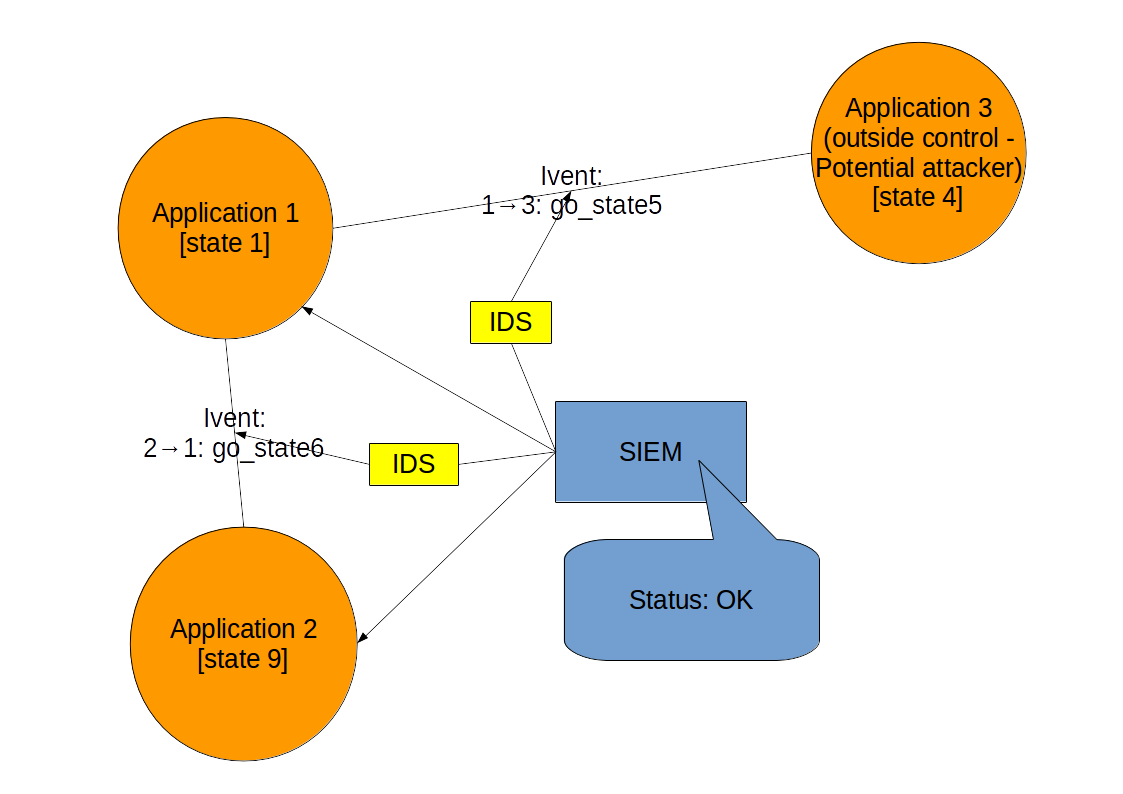 Application 3
(outside control -
Potential attacker)
[state 4]
Ivent:
1→3: go_state5
Application 1
[state 1]
IDS
Ivent:
2→1: go_state6
IDS
SIEM
Status: OK
Application 2
[state 9]